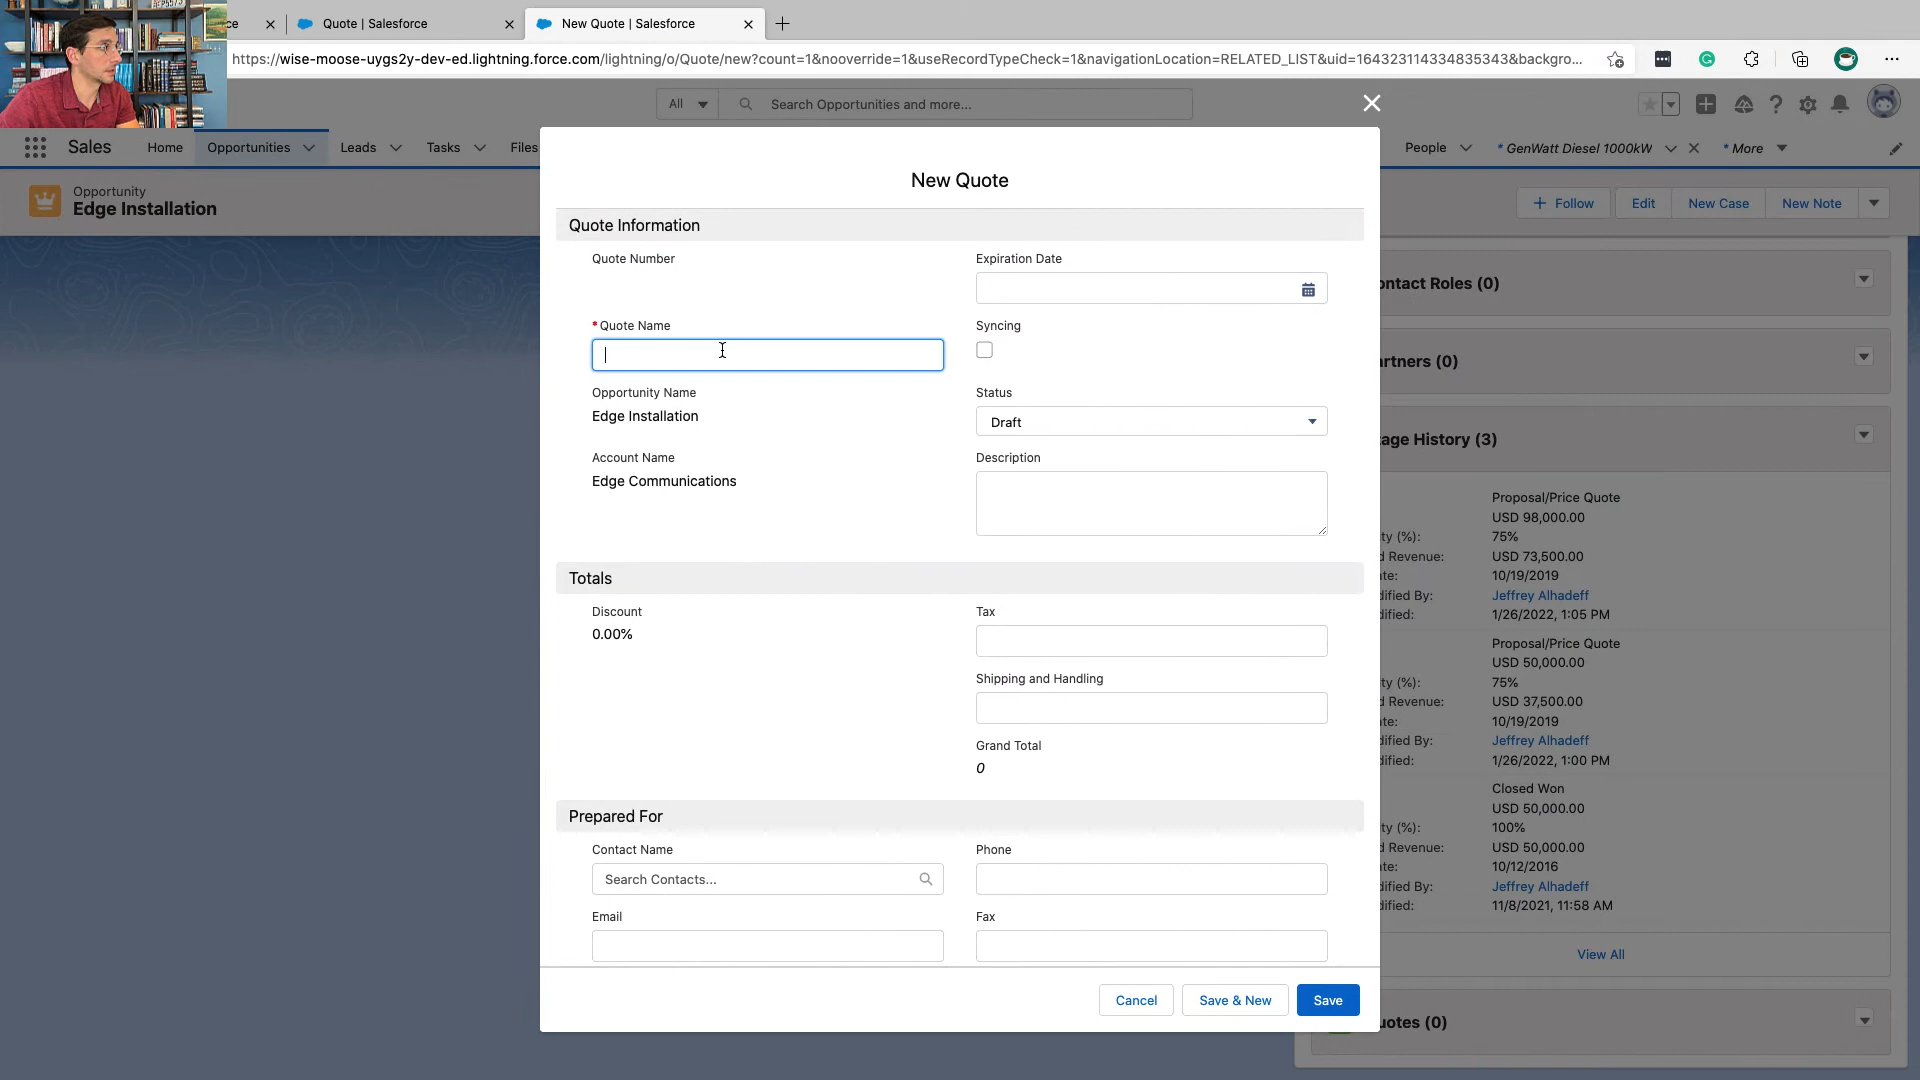 ce
Quote | Salesforce
New Quote | Salesforce
https://wise-moose-uygs2y-dev-ed.lightning.force.com/lightning/o/Quote/new?count=1&nooverride=1&useRecordTypeCheck=1&navigationLocation=RELATED_LIST&uid=164323114334835343&backgro...
All
Search Opportunities and more...
Sales
Home
Opportunities
Leads
Tasks
Files
People
* GenWatt Diesel 1000kW
* More
Opportunity
Edge Installation
Follow
Edit
New Case
New Note
New Quote
Quote Information
Quote Number
Expiration Date
*Quote Name
Syncing
Opportunity Name
Edge Installation
Status
Draft
Account Name
Edge Communications
Description
Totals
Discount
0.00%
Tax
Shipping and Handling
Grand Total
0
Prepared For
Contact Name
Search Contacts...
Phone
Email
Fax
Cancel
Save & New
Save
ontact Roles (0)
artners (0)
tage History (3)
Proposal/Price Quote
USD 98,000.00
ty (%):
75%
d Revenue:
USD 73,500.00
te:
10/19/2019
dified By:
Jeffrey Alhadeff
dified:
1/26/2022, 1:05 PM
Proposal/Price Quote
USD 50,000.00
ty (%):
75%
d Revenue:
USD 37,500.00
te:
10/19/2019
dified By:
Jeffrey Alhadeff
dified:
1/26/2022, 1:00 PM
Closed Won
USD 50,000.00
ty (%):
100%
d Revenue:
USD 50,000.00
te:
10/12/2016
dified By:
Jeffrey Alhadeff
dified:
11/8/2021, 11:58 AM
View All
uotes (0)